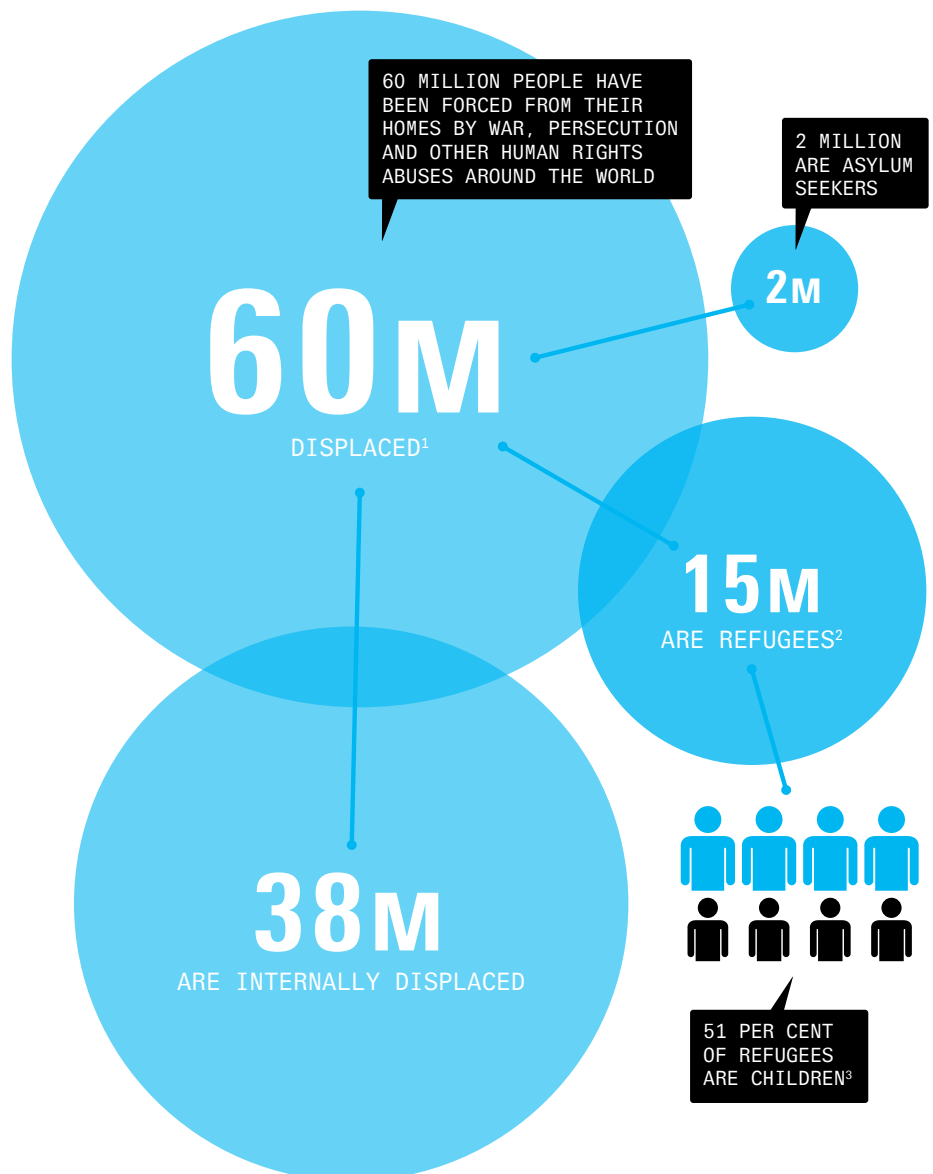 60 MILLION PEOPLE HAVE
BEEN FORCED FROM THEIR
HOMES BY WAR, PERSECUTION
AND OTHER HUMAN RIGHTS
ABUSES AROUND THE WORLD
2 MILLION
ARE ASYLUM
SEEKERS
2M
60M
DISPLACED¹
15M
ARE REFUGEES²
38M
ARE INTERNALLY DISPLACED
51 PER CENT
OF REFUGEES
ARE CHILDREN³